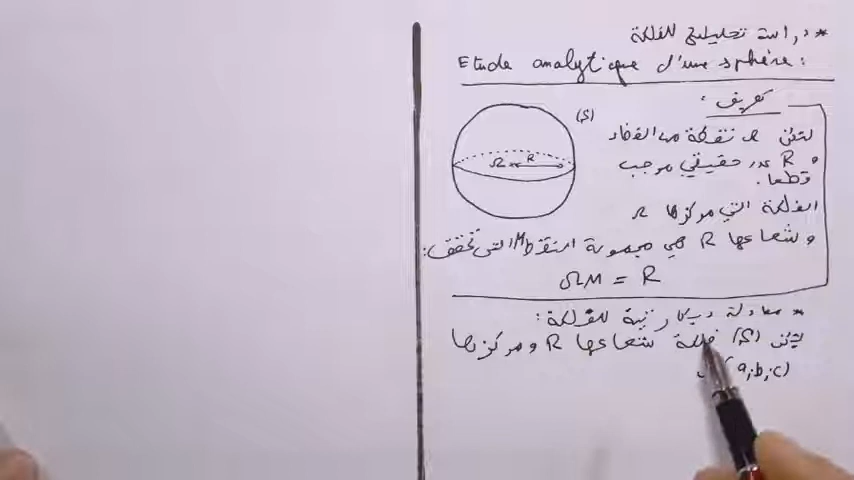 * دراسة تحليلية للفلكة
Etude analytique d'une sphère :
تعريف :
(S)
Ω R
لتكن Ω نقطة من الفضاء
و R عدد حقيقي موجب
قطعا.
الفلكة التي مركزها Ω
و شعاعها R هي مجموعة النقط M التي تحقق :
ΩM = R
* معادلة ديكارتية للفلكة :
لتكن (S) فلكة شعاعها R و مركزها
(a;b;c)